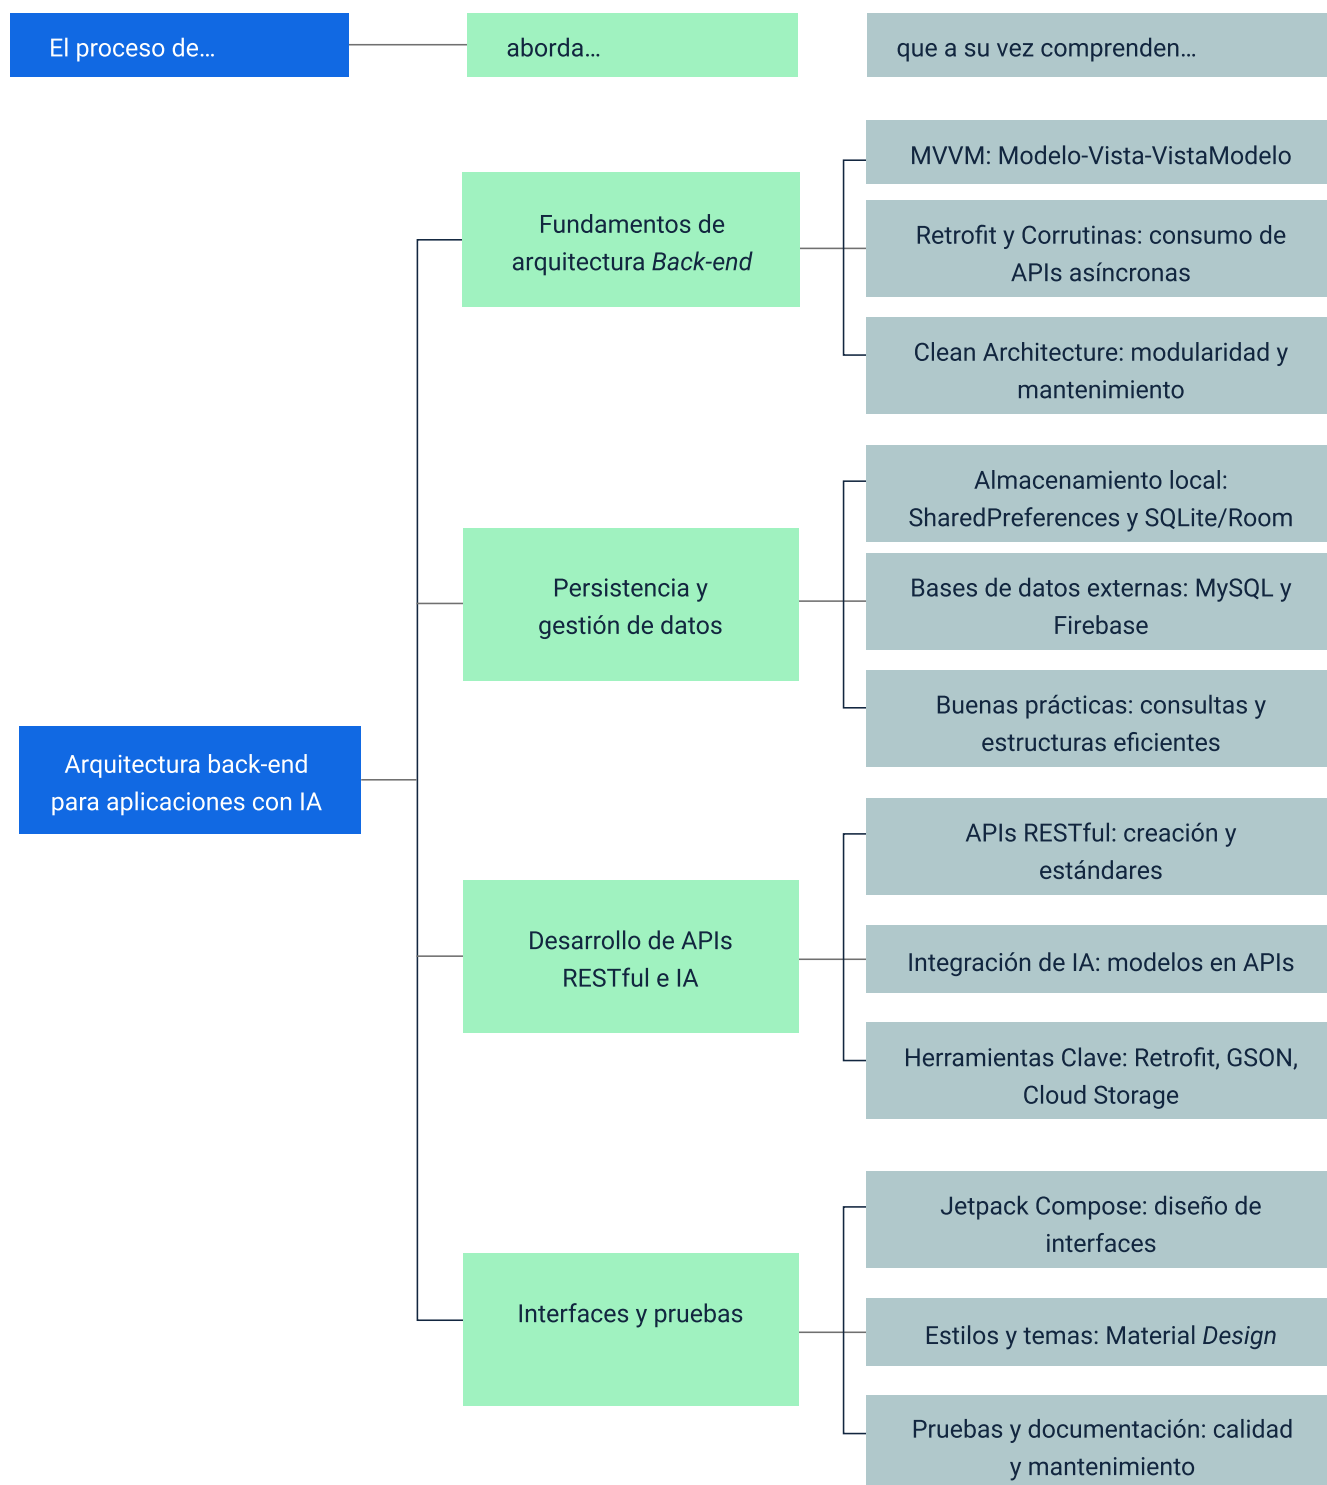 El proceso de...
aborda...
que a su vez comprenden...
Arquitectura back-end
para aplicaciones con IA
Fundamentos de
arquitectura Back-end
MVVM: Modelo-Vista-VistaModelo
Retrofit y Corrutinas: consumo de
APIs asíncronas
Clean Architecture: modularidad y
mantenimiento
Persistencia y
gestión de datos
Almacenamiento local:
SharedPreferences y SQLite/Room
Bases de datos externas: MySQL y
Firebase
Buenas prácticas: consultas y
estructuras eficientes
Desarrollo de APIs
RESTful e IA
APIs RESTful: creación y
estándares
Integración de IA: modelos en APIs
Herramientas Clave: Retrofit, GSON,
Cloud Storage
Interfaces y pruebas
Jetpack Compose: diseño de
interfaces
Estilos y temas: Material Design
Pruebas y documentación: calidad
y mantenimiento